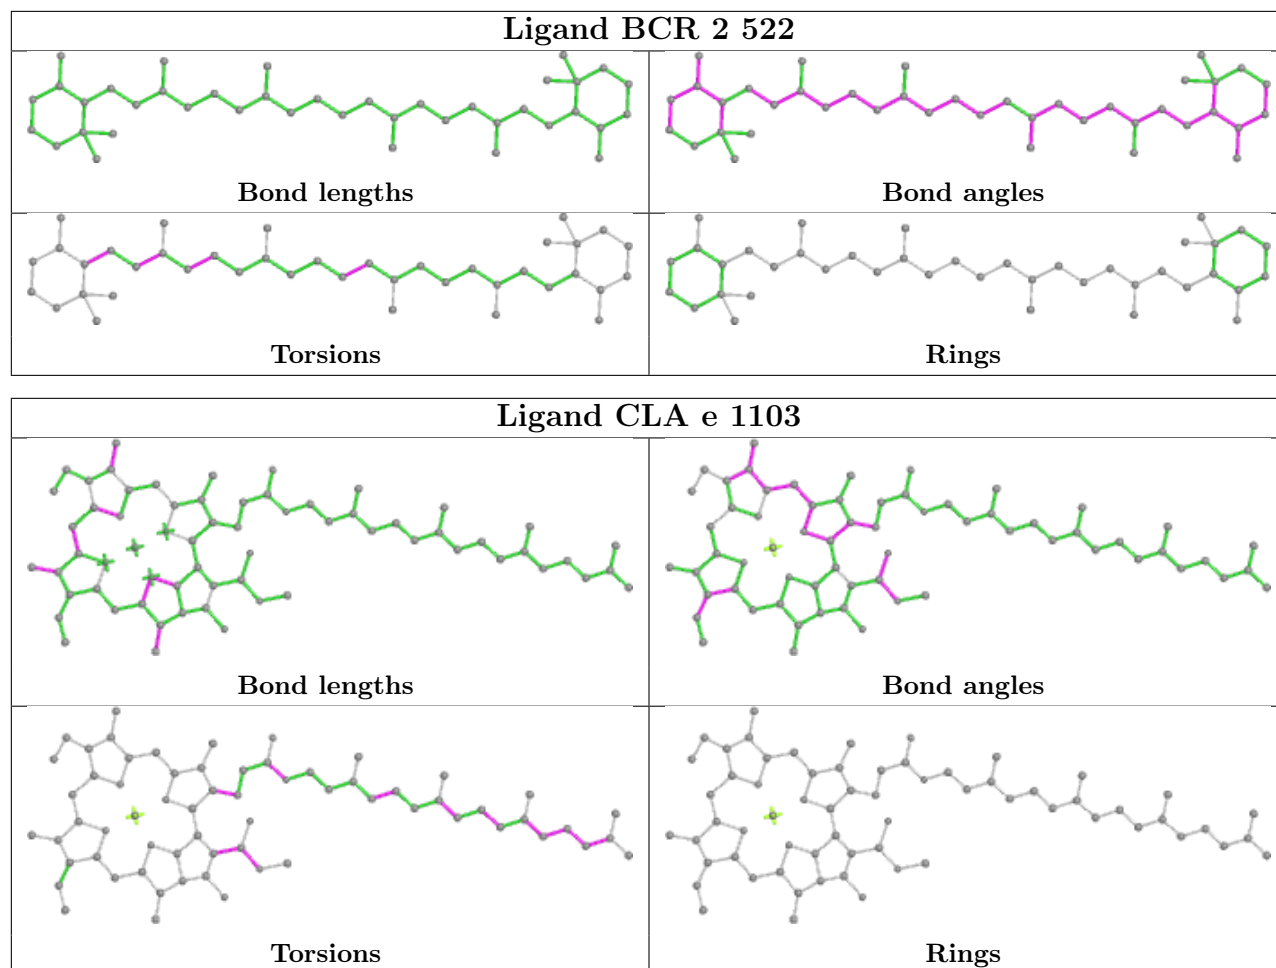 Ligand BCR 2 522
Bond lengths
Bond angles
Torsions
Rings
Ligand CLA e 1103
Bond lengths
Bond angles
Torsions
Rings